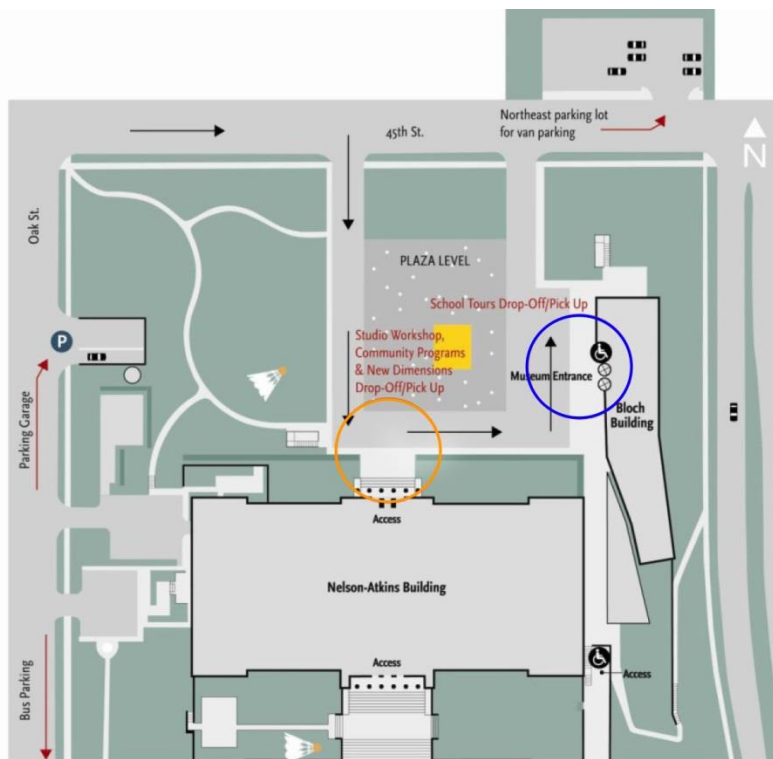 Northeast parking lot
for van parking
45th St.
N
Oak St.
PLAZA LEVEL
School Tours Drop-Off/Pick Up
P
Studio Workshop,
Community Programs
& New Dimensions
Drop-Off/Pick Up
Museum Entrance
Bloch
Building
Parking Garage
Access
Nelson-Atkins Building
Access
Access
Bus Parking